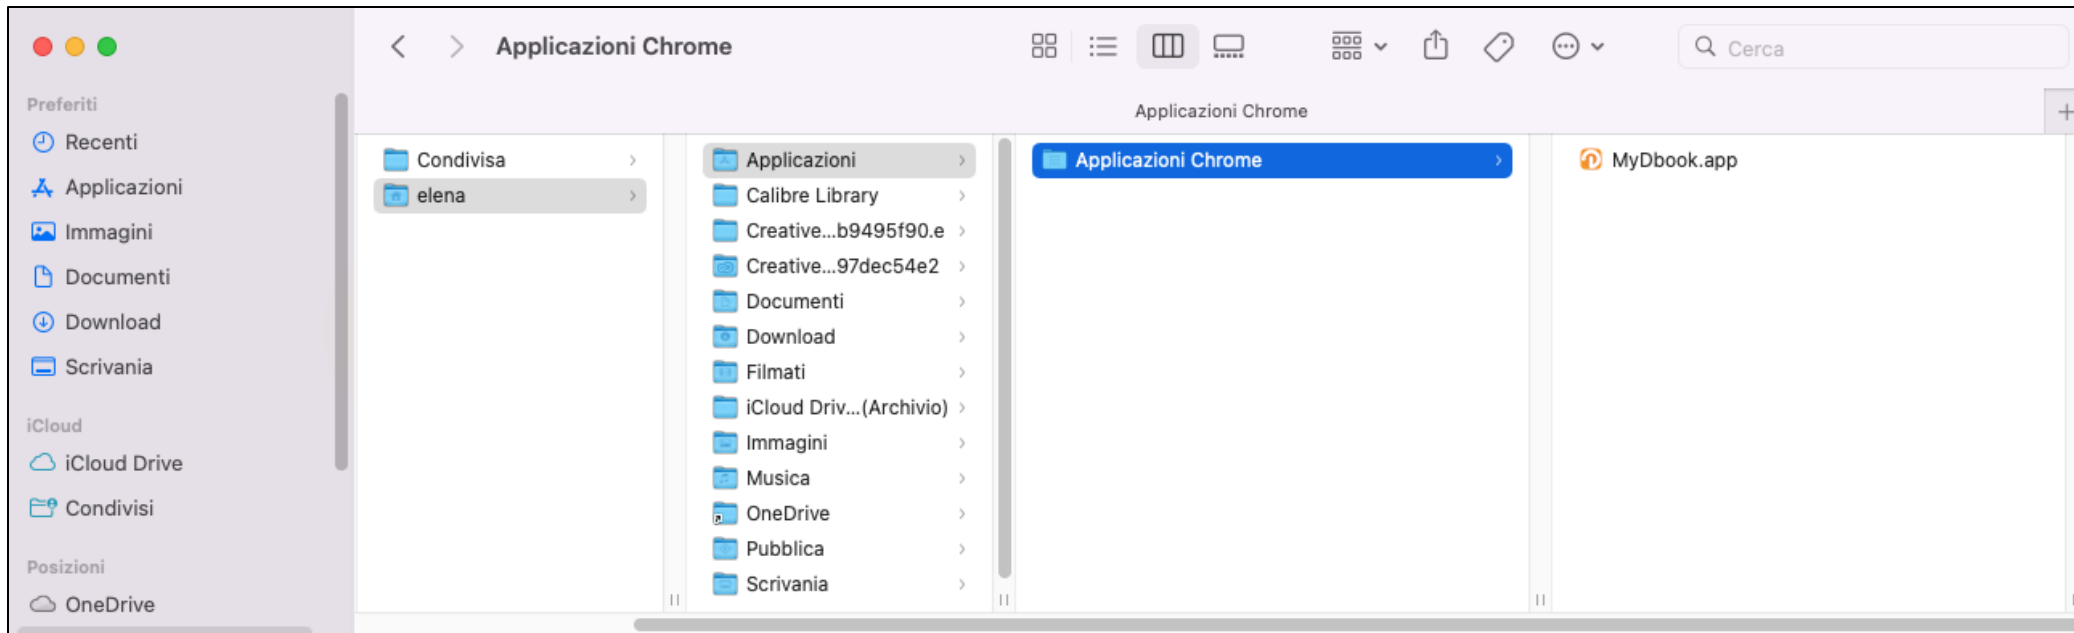 Applicazioni Chrome
Cerca
Applicazioni Chrome
Preferiti
Recenti
Applicazioni
Immagini
Documenti
Download
Scrivania
iCloud
iCloud Drive
Condivisi
Posizioni
OneDrive
Condivisa
elena
Applicazioni
Calibre Library
Creative...b9495f90.e
Creative...97dec54e2
Documenti
Download
Filmati
iCloud Driv...(Archivio)
Immagini
Musica
OneDrive
Pubblica
Scrivania
Applicazioni Chrome
MyDbook.app